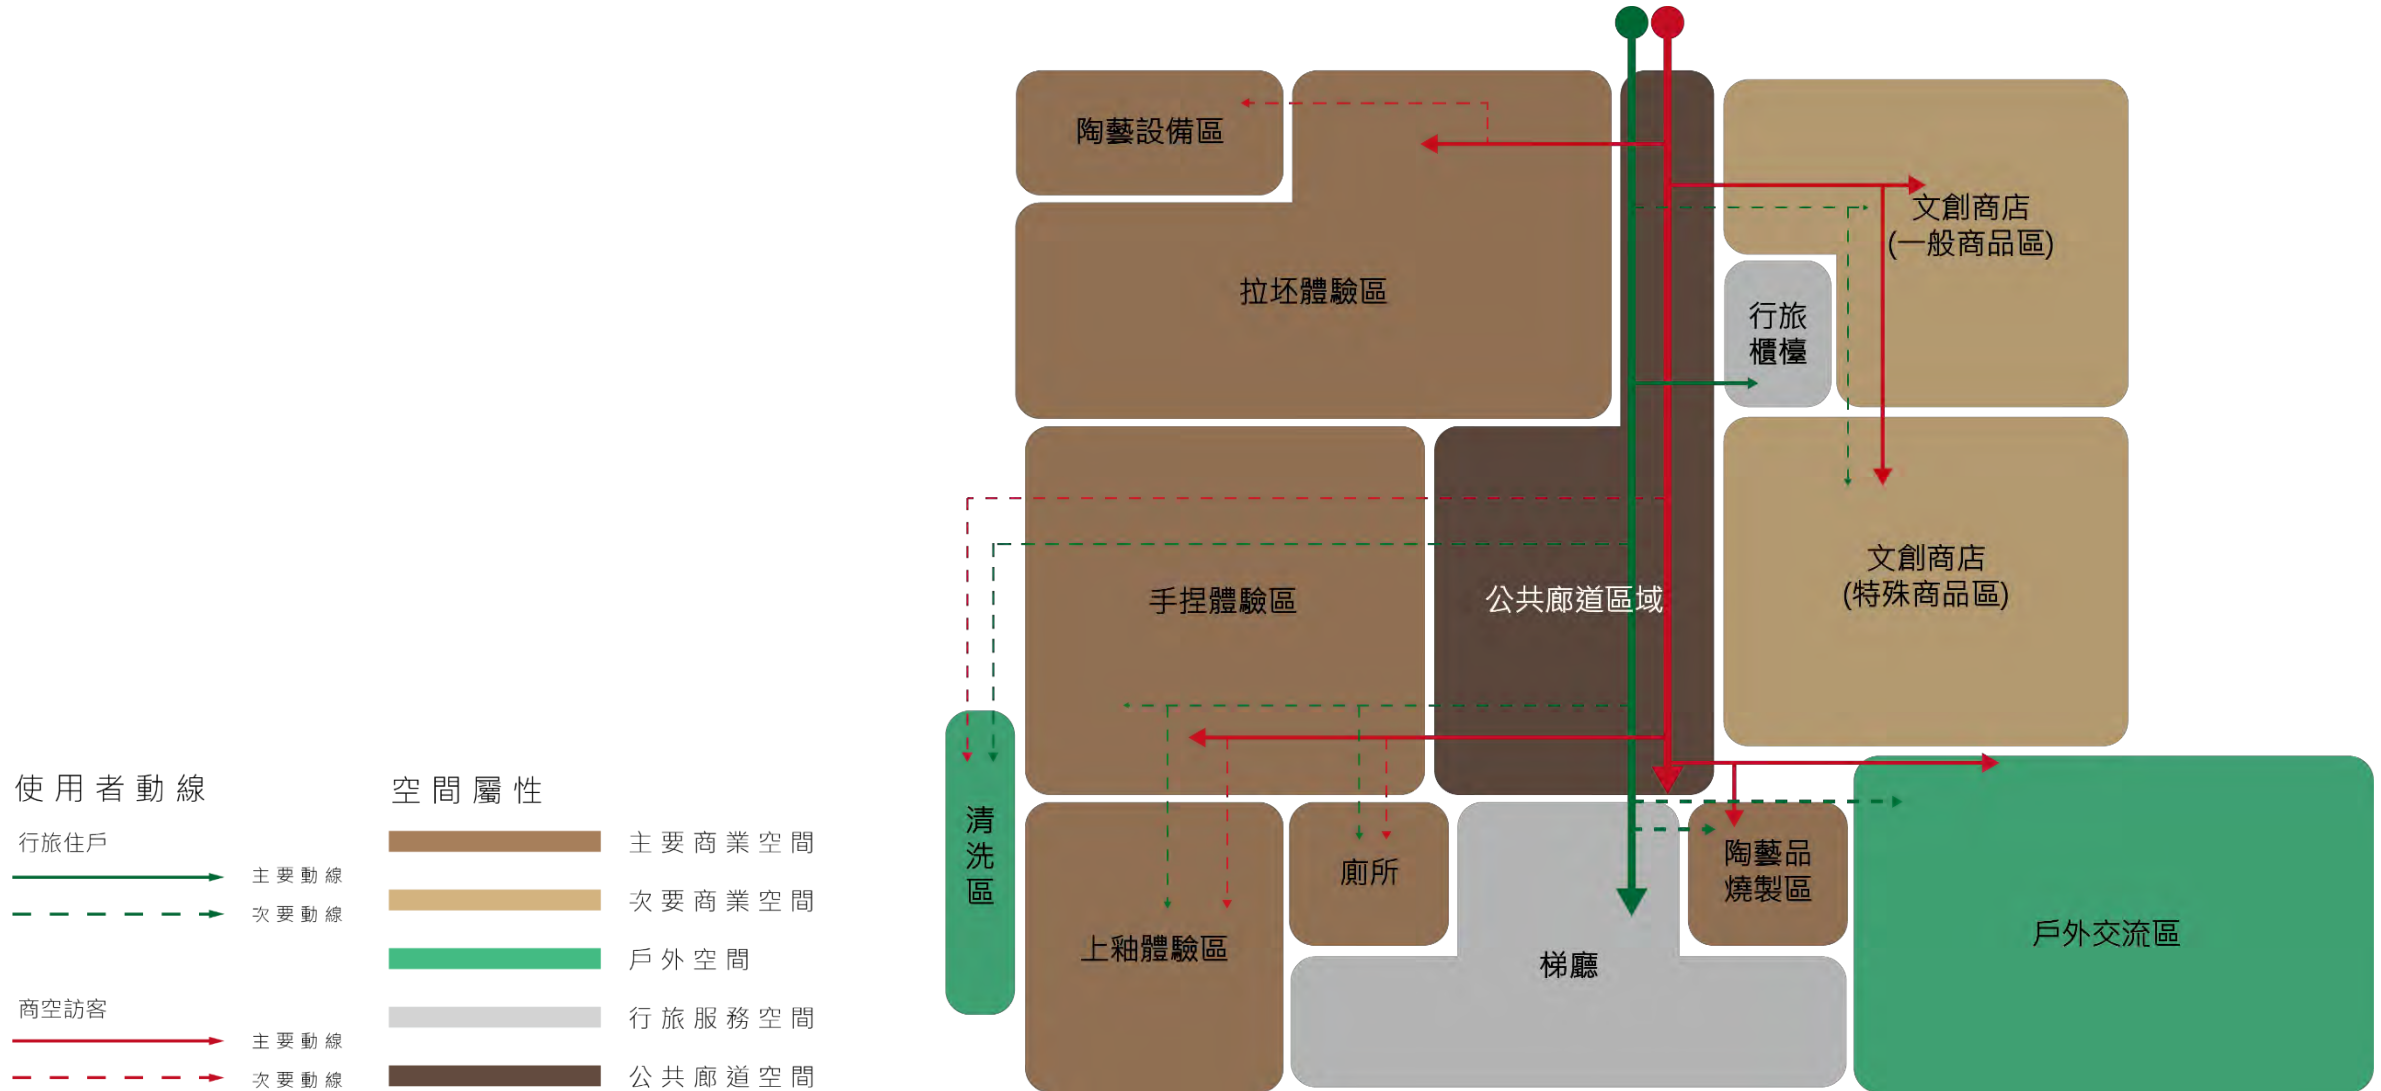 陶藝設備區
文創商店
(一般商品區)
拉坯體驗區
行旅
櫃檯
文創商店
(特殊商品區)
手捏體驗區
公共廊道區域
清
洗
區
廁所
陶藝品
燒製區
上釉體驗區
梯廳
戶外交流區
使用者動線
行旅住戶
主要動線
次要動線
商空訪客
主要動線
次要動線
空間屬性
主要商業空間
次要商業空間
戶外空間
行旅服務空間
公共廊道空間